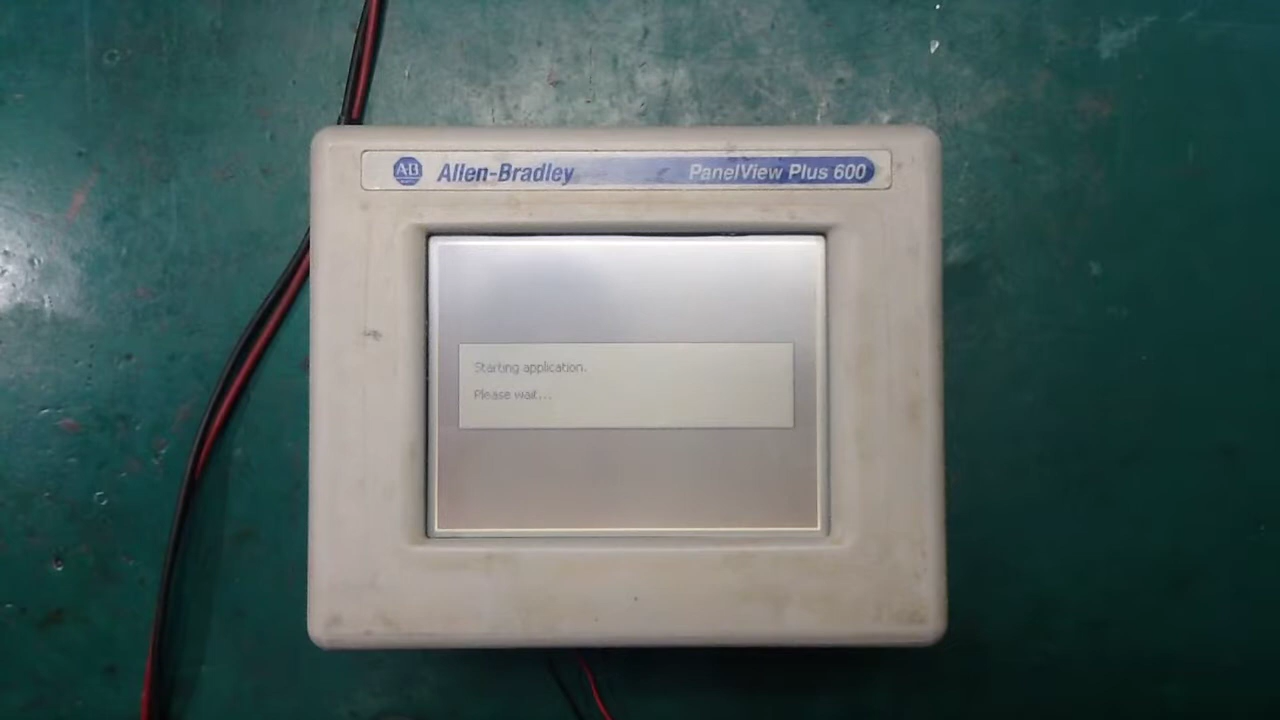 AB Allen-Bradley PanelView Plus 600
Starting application.
Please wait...